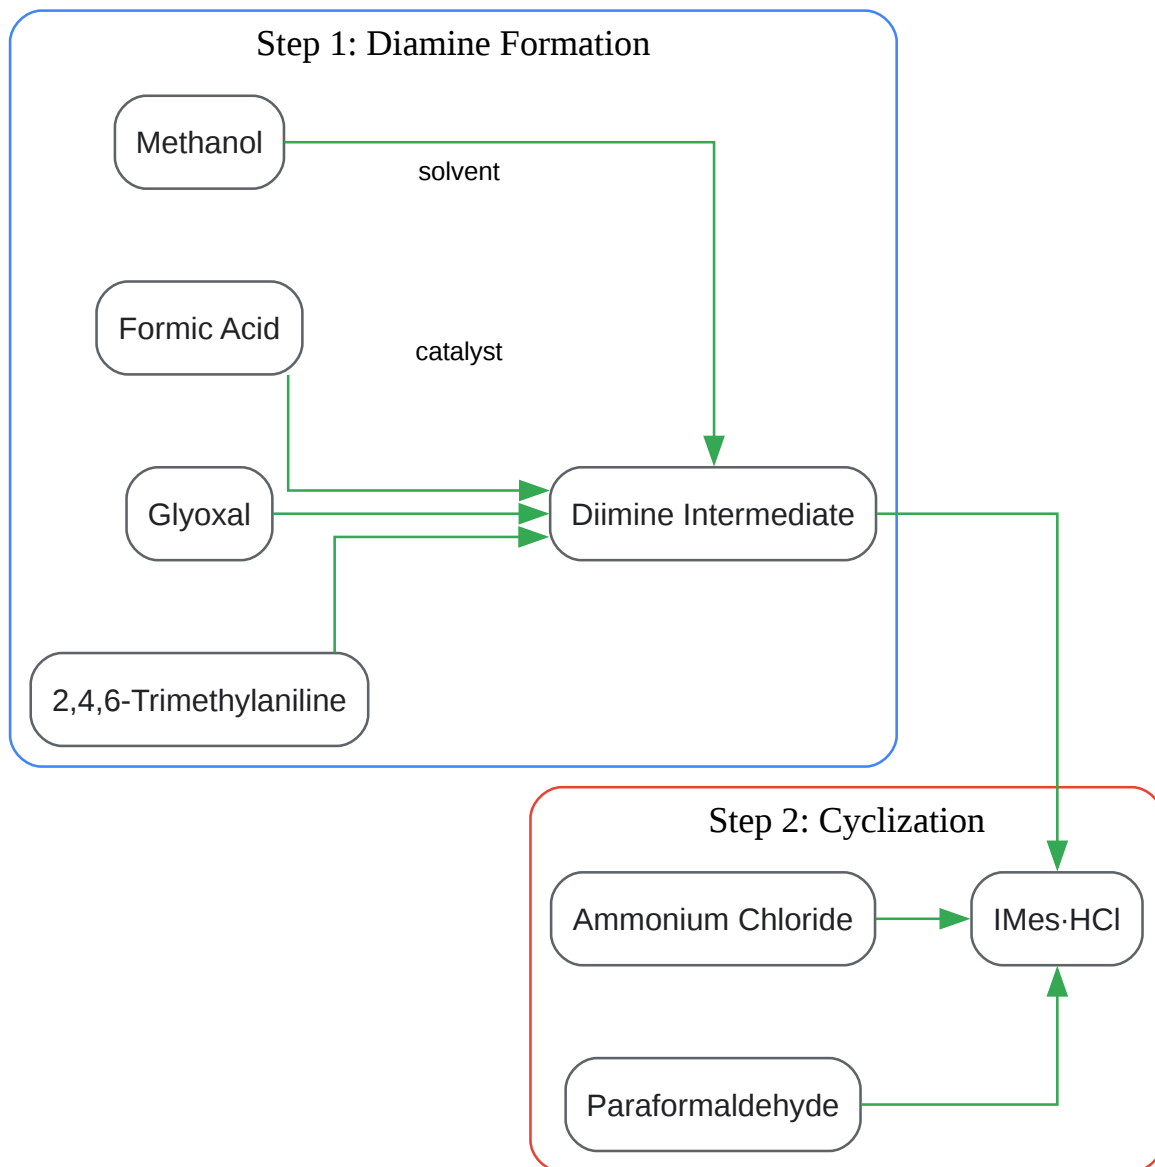 Step 1: Diamine Formation
Methanol
solvent
Formic Acid
catalyst
Glyoxal
Diimine Intermediate
2,4,6-Trimethylaniline
Step 2: Cyclization
Ammonium Chloride
IMes·HCl
Paraformaldehyde